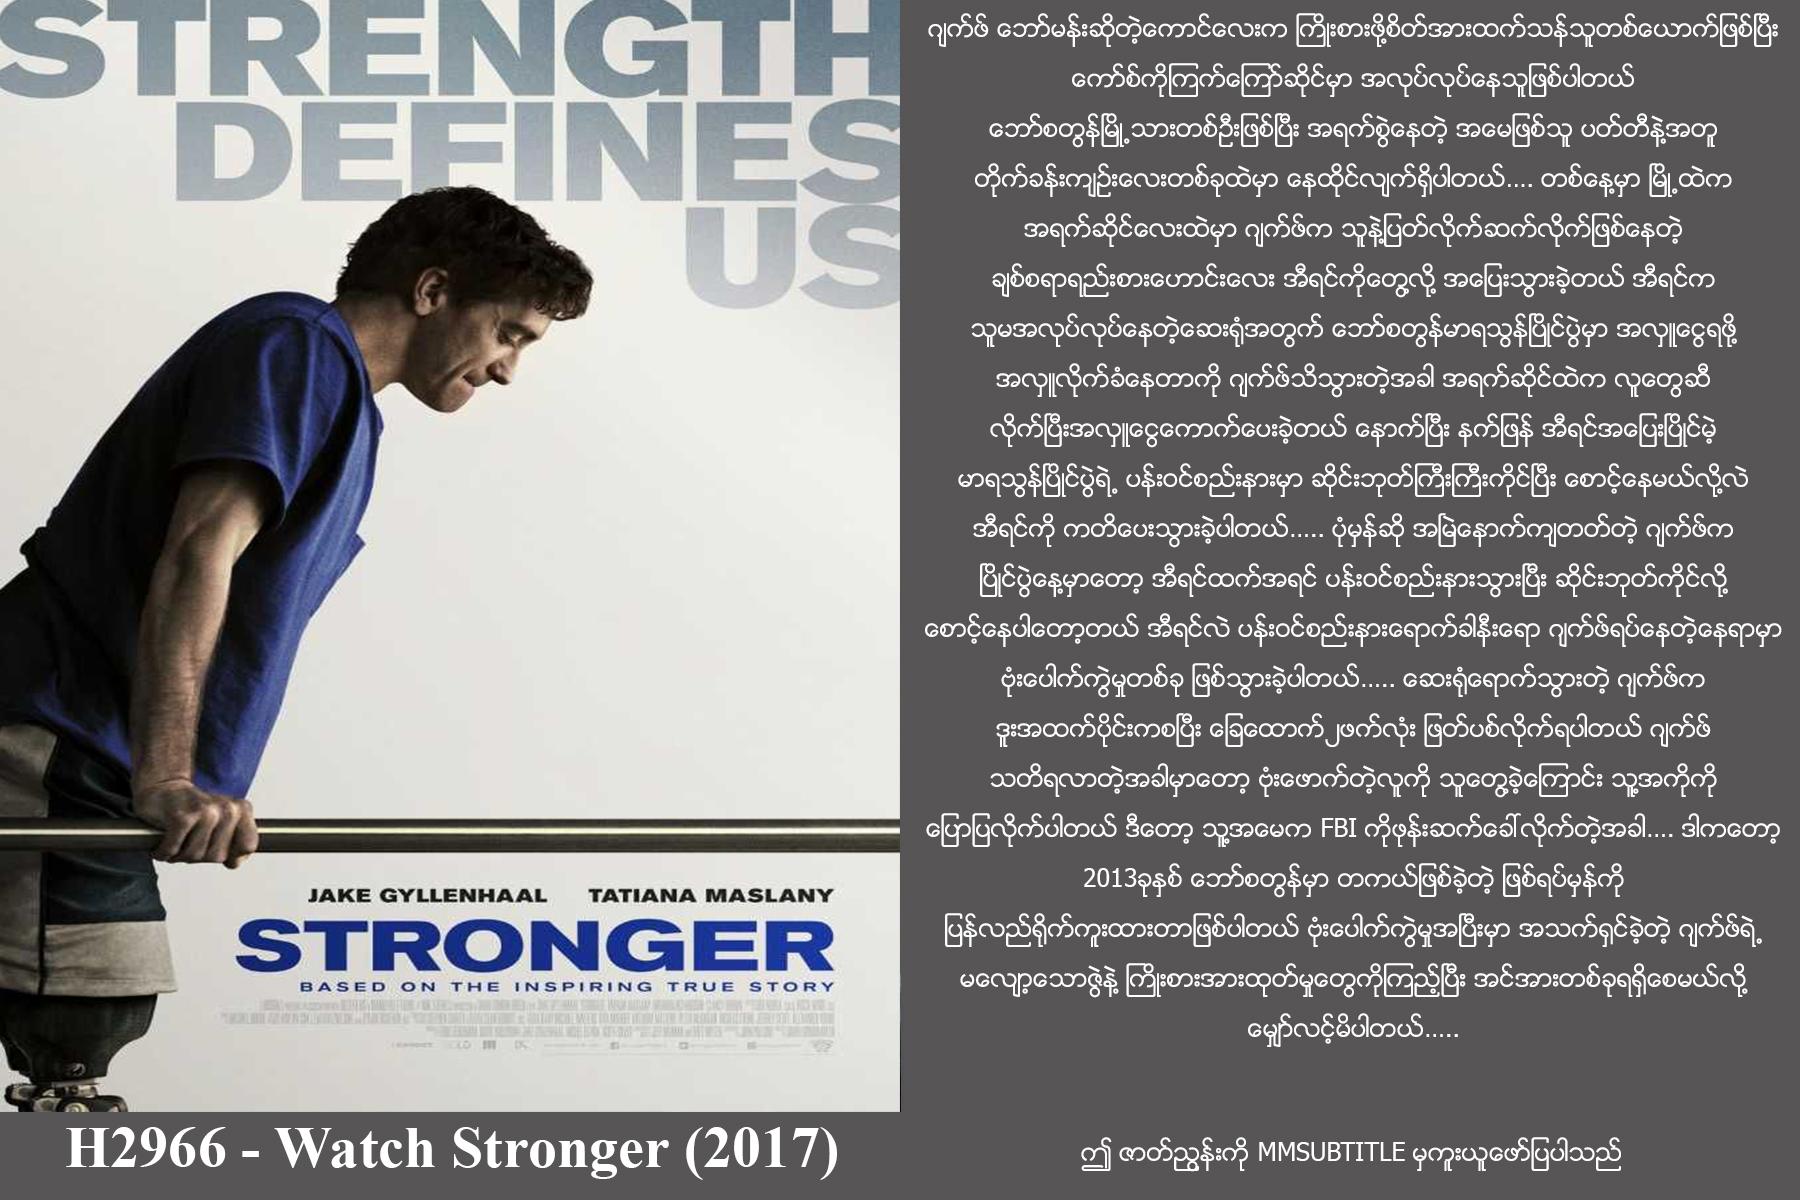 STRENGTH
DEFINES
US
JAKE GYLLENHAAL TATIANA MASLANY
STRONGER
BASED ON THE INSPIRING TRUE STORY
H2966 - Watch Stronger (2017)
ဂျက်ဖ် ဘော်မန်းဆိုတဲ့ကောင်လေးက ကြိုးစားဖို့စိတ်အားထက်သန်သူတစ်ယောက်ဖြစ်ပြီး
ကော်စ်ကိုကြက်ကြော်ဆိုင်မှာ အလုပ်လုပ်နေသူဖြစ်ပါတယ်
ဘော်စတွန်မြို့သားတစ်ဦးဖြစ်ပြီး အရက်စွဲနေတဲ့ အမေဖြစ်သူ ပတ်တီနဲ့အတူ
တိုက်ခန်းကျဉ်းလေးတစ်ခုထဲမှာ နေထိုင်လျက်ရှိပါတယ်.... တစ်နေ့မှာ မြို့ထဲက
အရက်ဆိုင်လေးထဲမှာ ဂျက်ဖ်က သူနဲ့ပြတ်လိုက်ဆက်လိုက်ဖြစ်နေတဲ့
ချစ်စရာရည်းစားဟောင်းလေး အီရင်ကိုတွေ့လို့ အပြေးသွားခဲ့တယ် အီရင်က
သူမအလုပ်လုပ်နေတဲ့ဆေးရုံအတွက် ဘော်စတွန်မာရသွန်ပြိုင်ပွဲမှာ အလှူငွေရဖို့
အလှူလိုက်ခံနေတာကို ဂျက်ဖ်သိသွားတဲ့အခါ အရက်ဆိုင်ထဲက လူတွေဆီ
လိုက်ပြီးအလှူငွေကောက်ပေးခဲ့တယ် နောက်ပြီး နက်ဖြန် အီရင်အပြေးပြိုင်မဲ့
မာရသွန်ပြိုင်ပွဲရဲ့ ပန်းဝင်စည်းနားမှာ ဆိုင်းဘုတ်ကြီးကြီးကိုင်ပြီး စောင့်နေမယ်လို့လဲ
အီရင်ကို ကတိပေးသွားခဲ့ပါတယ်..... ပုံမှန်ဆို အမြဲနောက်ကျတတ်တဲ့ ဂျက်ဖ်က
ပြိုင်ပွဲနေ့မှာတော့ အီရင်ထက်အရင် ပန်းဝင်စည်းနားသွားပြီး ဆိုင်းဘုတ်ကိုင်လို့
စောင့်နေပါတော့တယ် အီရင်လဲ ပန်းဝင်စည်းနားရောက်ခါနီးရော ဂျက်ဖ်ရပ်နေတဲ့နေရာမှာ
ဗုံးပေါက်ကွဲမှုတစ်ခု ဖြစ်သွားခဲ့ပါတယ်..... ဆေးရုံရောက်သွားတဲ့ ဂျက်ဖ်က
ဒူးအထက်ပိုင်းကစပြီး ခြေထောက်၂ဖက်လုံး ဖြတ်ပစ်လိုက်ရပါတယ် ဂျက်ဖ်
သတိရလာတဲ့အခါမှာတော့ ဗုံးဖောက်တဲ့လူကို သူတွေ့ခဲ့ကြောင်း သူ့အကိုကို
ပြောပြလိုက်ပါတယ် ဒီတော့ သူ့အမေက FBI ကိုဖုန်းဆက်ခေါ်လိုက်တဲ့အခါ.... ဒါကတော့
2013ခုနှစ် ဘော်စတွန်မှာ တကယ်ဖြစ်ခဲ့တဲ့ ဖြစ်ရပ်မှန်ကို
ပြန်လည်ရိုက်ကူးထားတာဖြစ်ပါတယ် ဗုံးပေါက်ကွဲမှုအပြီးမှာ အသက်ရှင်ခဲ့တဲ့ ဂျက်ဖ်ရဲ့
မလျော့သောဇွဲနဲ့ ကြိုးစားအားထုတ်မှုတွေကိုကြည့်ပြီး အင်အားတစ်ခုရရှိစေမယ်လို့
မျှော်လင့်မိပါတယ်.....
ဤ ဇာတ်ညွှန်းကို MMSUBTITLE မှကူးယူဖော်ပြပါသည်